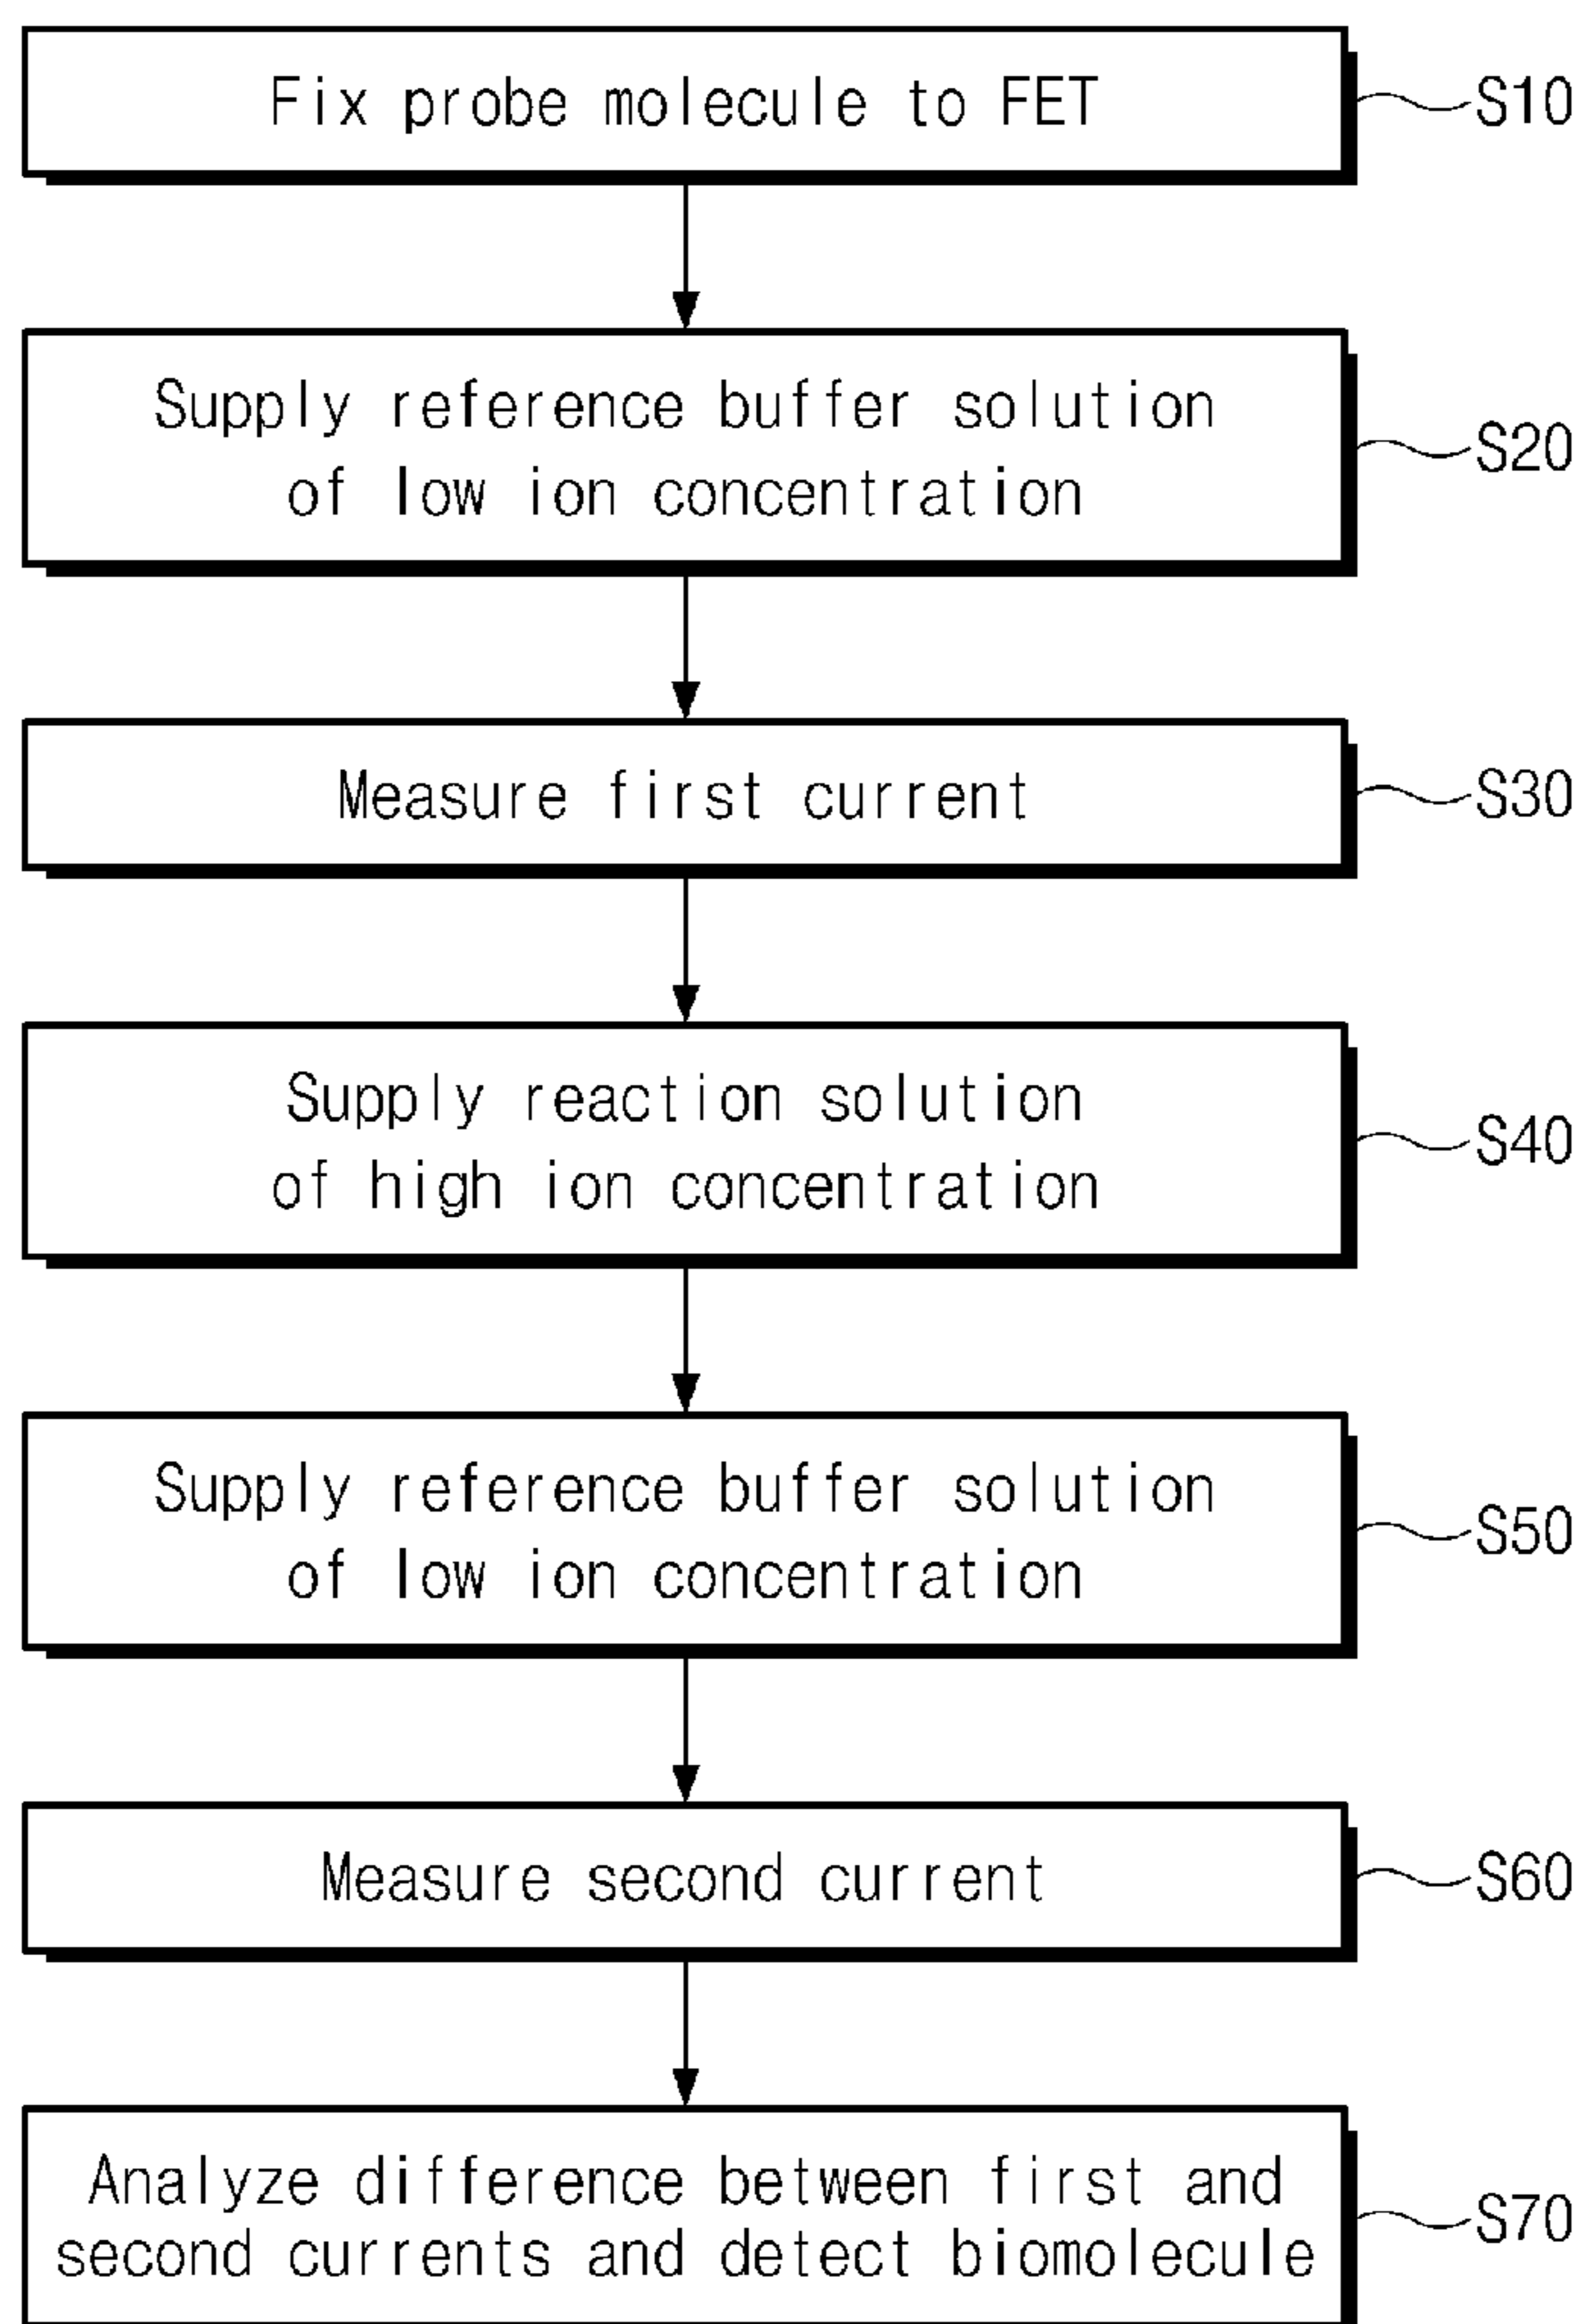 Fix probe molecule to FET
S10
Supply reference buffer solution
of low ion concentration
S20
Measure first current
S30
Supply reaction solution
of high ion concentration
S40
Supply reference buffer solution
of low ion concentration
S50
Measure second current
S60
Analyze difference between first and
second currents and detect biomolecule
S70